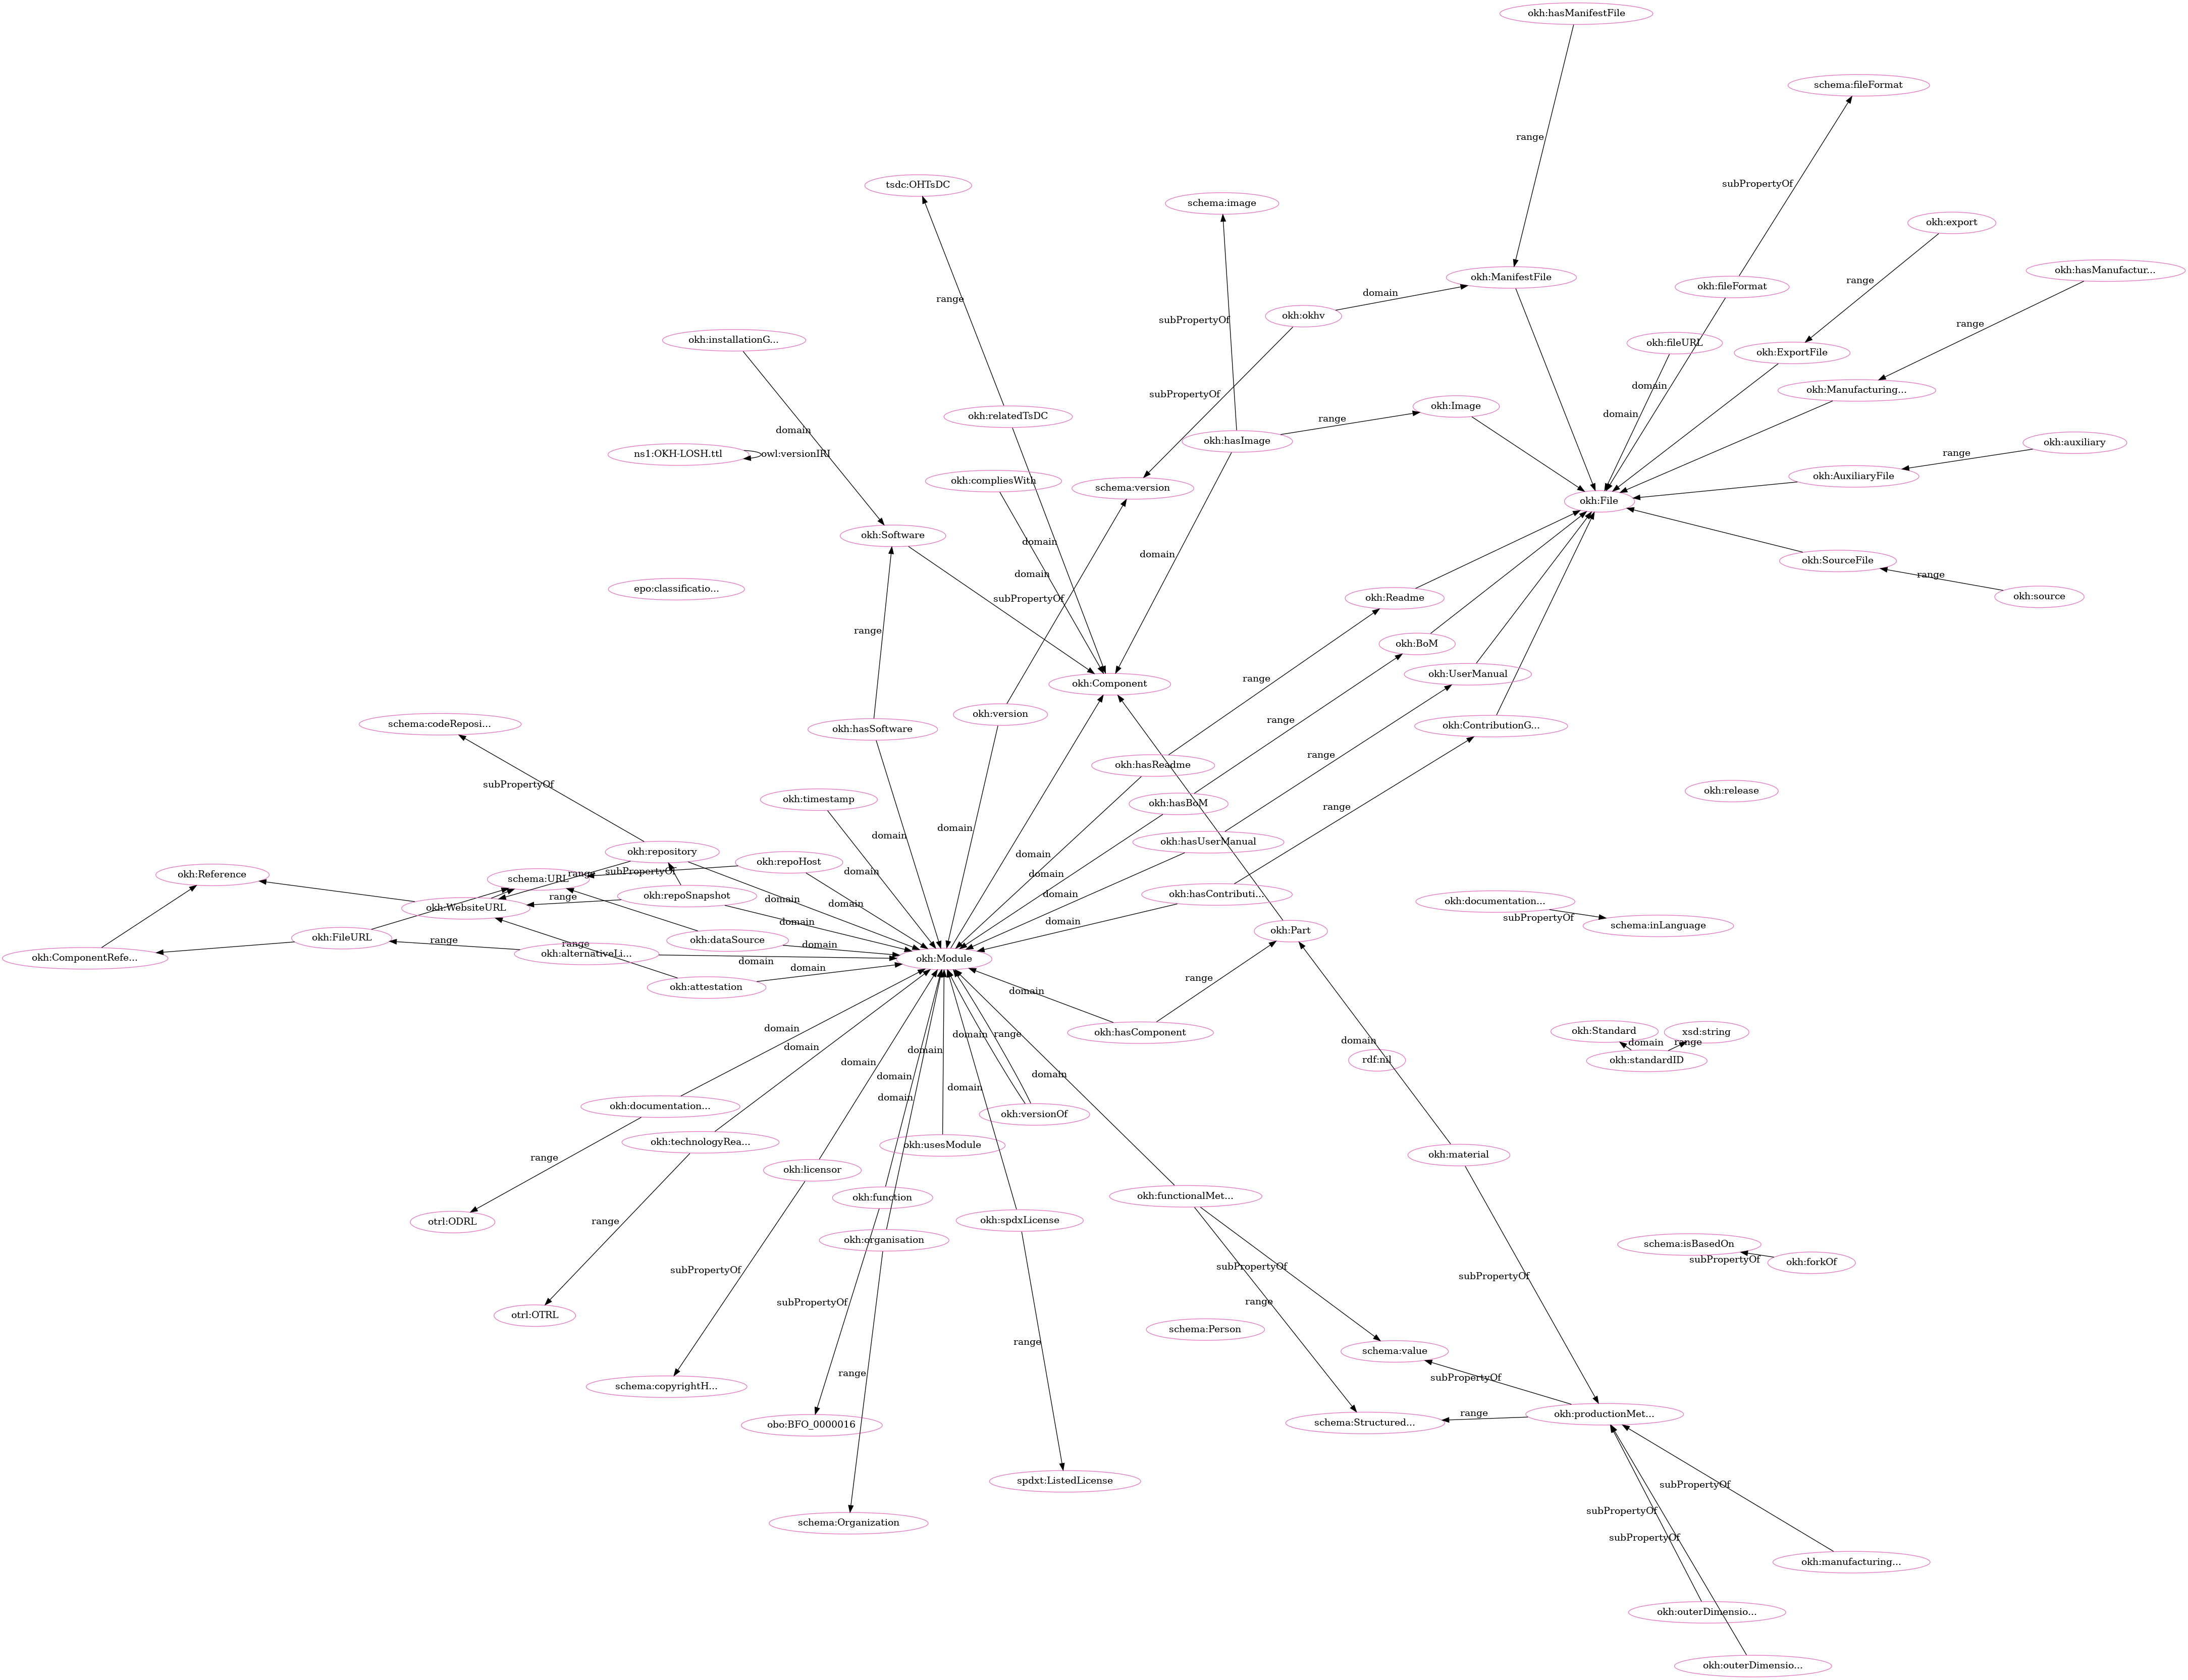 okh:hasManifestFile
schema:fileFormat
range
tsdc:OHTsDC
subPropertyOf
schema:image
okh:export
okh:hasManufactur...
okh:ManifestFile
range
okh:fileFormat
domain
range
subPropertyOf
okh:okhv
range
okh:installationG...
okh:fileURL
okh:ExportFile
domain
okh:Manufacturing...
subPropertyOf
okh:Image
okh:relatedTsDC
range
domain
domain
okh:hasImage
okh:auxiliary
ns1:OKH-LOSH.ttl
owl:versionIRI
range
okh:compliesWith
schema:version
okh:AuxiliaryFile
okh:File
okh:Software
domain
domain
okh:SourceFile
range
domain
epo:classificatio...
subPropertyOf
okh:Readme
okh:source
range
okh:BoM
okh:UserManual
okh:Component
range
okh:version
schema:codeReposi...
okh:hasSoftware
range
okh:ContributionG...
range
okh:hasReadme
subPropertyOf
okh:release
okh:timestamp
okh:hasBoM
range
domain
domain
okh:hasUserManual
okh:repository
domain
okh:repoHost
okh:Reference
schema:URL
range
subPropertyOf
domain
domain
okh:repoSnapshot
okh:hasContributi...
domain
okh:WebsiteURL
range
domain
domain
okh:documentation...
subPropertyOf
schema:inLanguage
domain
domain
okh:Part
okh:FileURL
range
range
okh:dataSource
domain
okh:ComponentRefe...
okh:alternativeLi...
domain
okh:Module
domain
range
okh:attestation
domain
okh:hasComponent
domain
domain
range
okh:Standard
xsd:string
domain
domain
range
domain
domain
domain
rdf:nil
okh:standardID
domain
domain
domain
domain
okh:documentation...
okh:versionOf
okh:technologyRea...
okh:usesModule
okh:material
range
okh:licensor
okh:function
okh:functionalMet...
otrl:ODRL
range
okh:spdxLicense
okh:organisation
schema:isBasedOn
subPropertyOf
okh:forkOf
subPropertyOf
subPropertyOf
subPropertyOf
subPropertyOf
range
otrl:OTRL
schema:Person
range
schema:value
range
subPropertyOf
schema:copyrightH...
okh:productionMet...
range
schema:Structured...
obo:BFO_0000016
spdxt:ListedLicense
subPropertyOf
subPropertyOf
schema:Organization
subPropertyOf
okh:manufacturing...
okh:outerDimensio...
okh:outerDimensio...